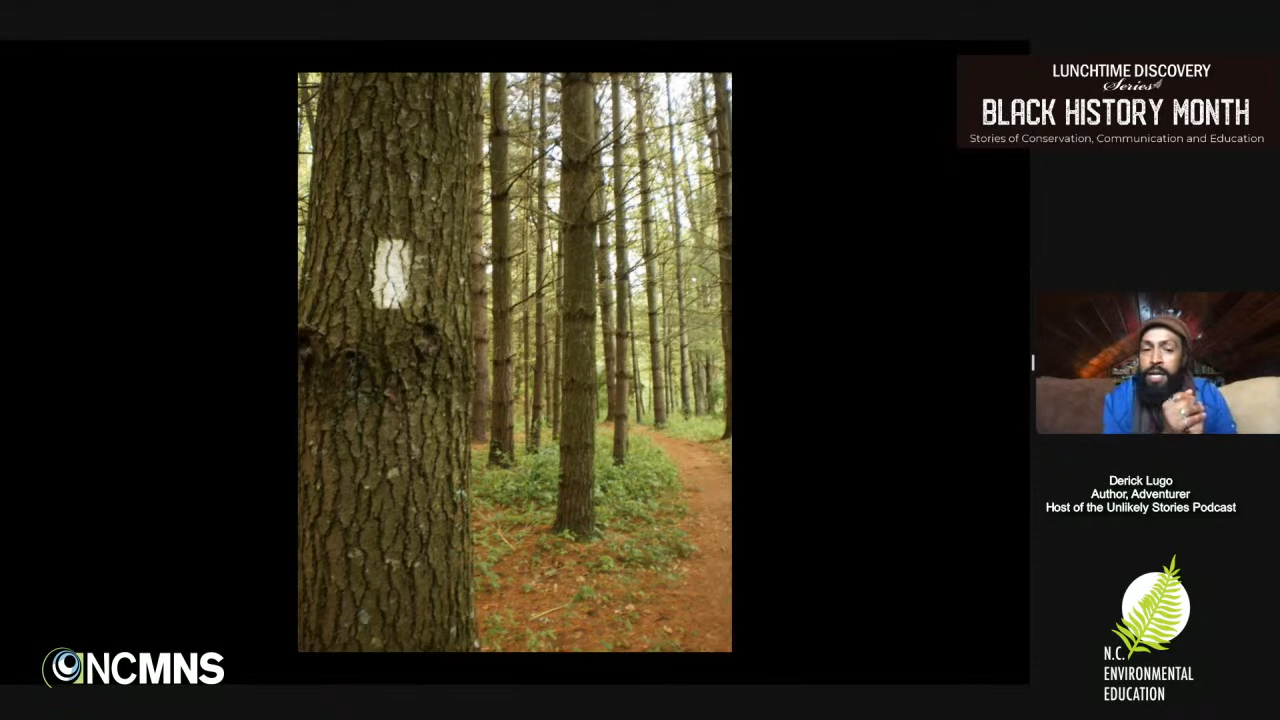 LUNCHTIME DISCOVERY
Series
BLACK HISTORY MONTH
Stories of Conservation, Communication and Education
Derick Lugo
Author, Adventurer
Host of the Unlikely Stories Podcast
NCMNS
N.C.
ENVIRONMENTAL
EDUCATION